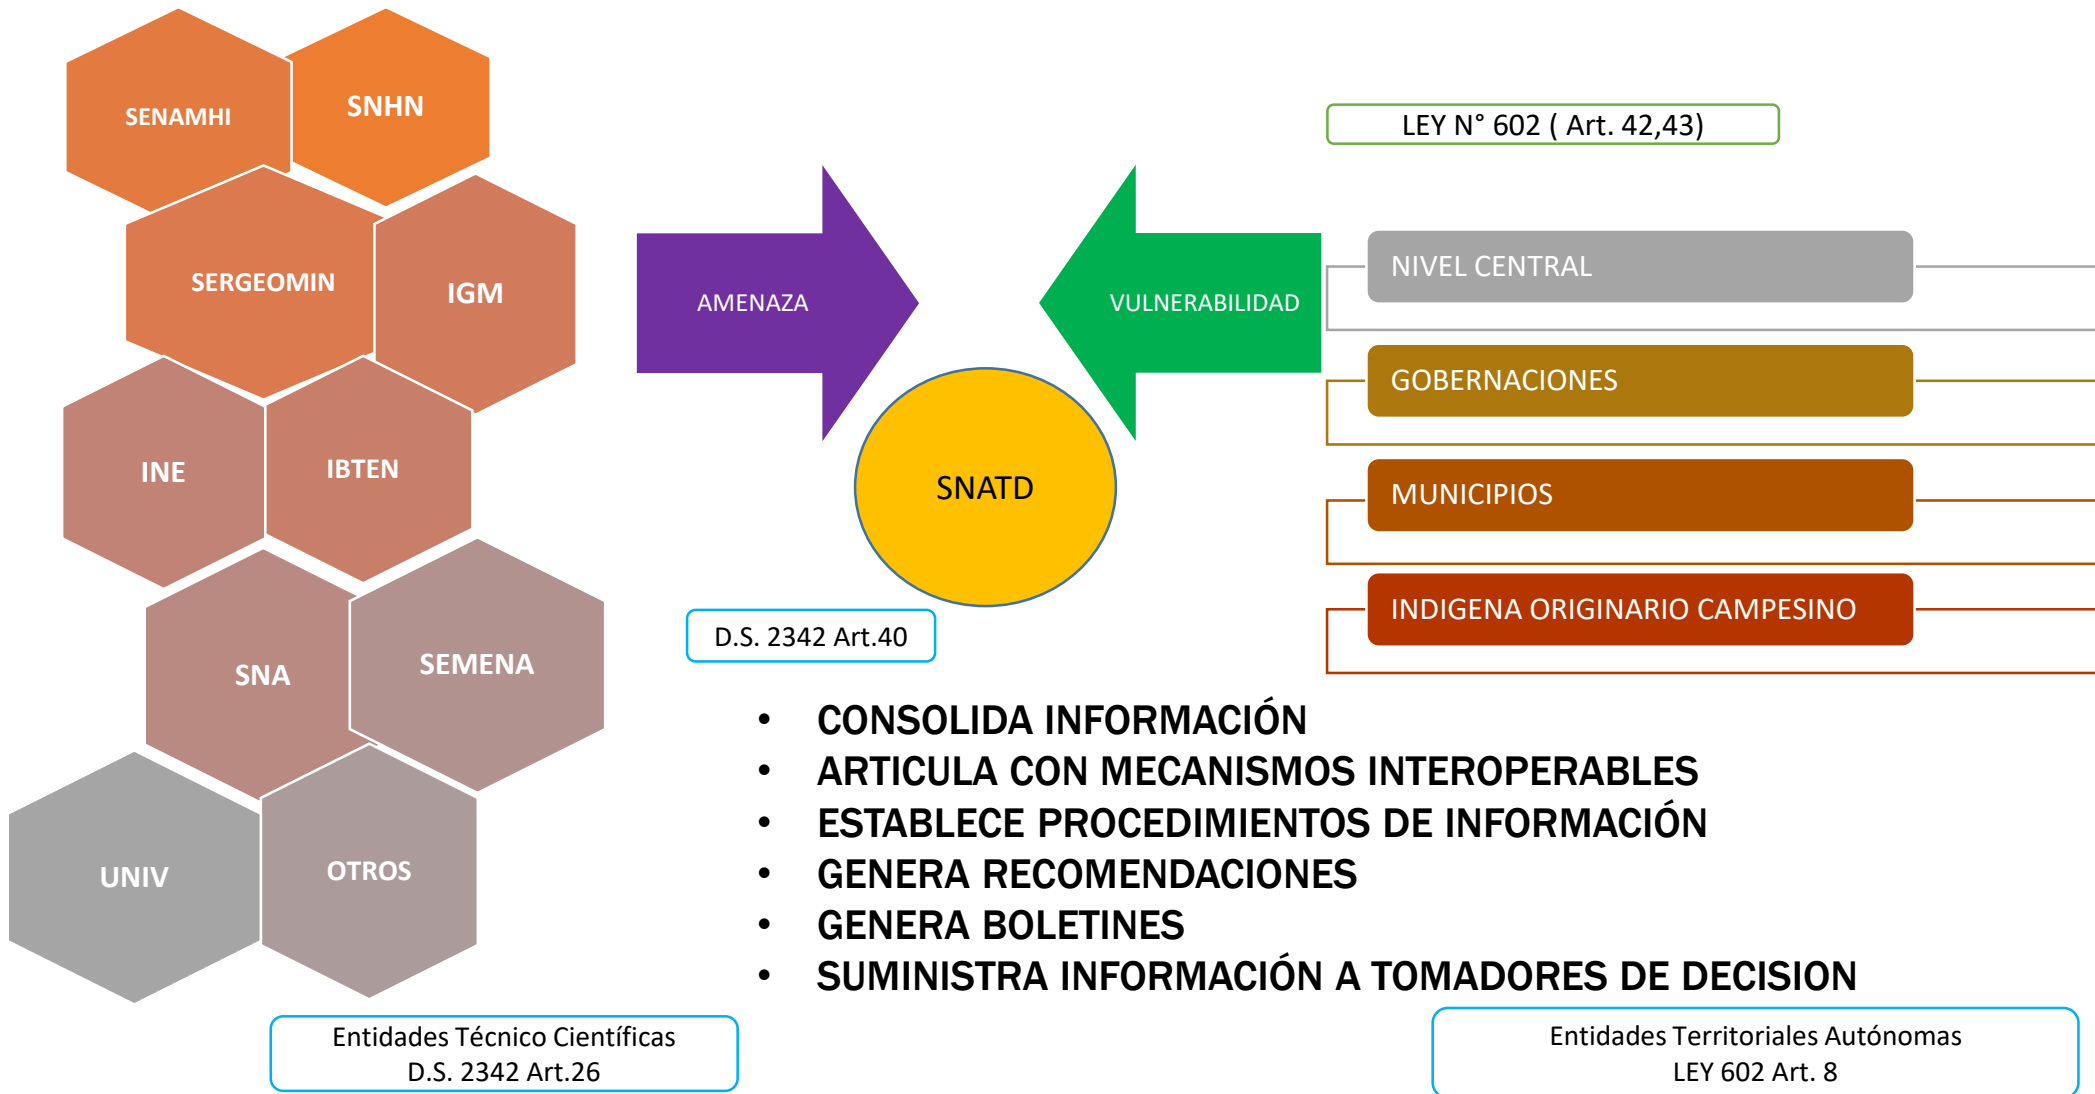 SENAMHI
SNHN
SERGEOMIN
IGM
INE
IBTEN
SNA
SEMENA
UNIV
OTROS
Entidades Técnico Científicas
D.S. 2342 Art.26
AMENAZA
VULNERABILIDAD
SNATD
D.S. 2342 Art.40
LEY N° 602 ( Art. 42,43)
NIVEL CENTRAL
GOBERNACIONES
MUNICIPIOS
INDIGENA ORIGINARIO CAMPESINO
• CONSOLIDA INFORMACIÓN
• ARTICULA CON MECANISMOS INTEROPERABLES
• ESTABLECE PROCEDIMIENTOS DE INFORMACIÓN
• GENERA RECOMENDACIONES
• GENERA BOLETINES
• SUMINISTRA INFORMACIÓN A TOMADORES DE DECISION
Entidades Territoriales Autónomas
LEY 602 Art. 8